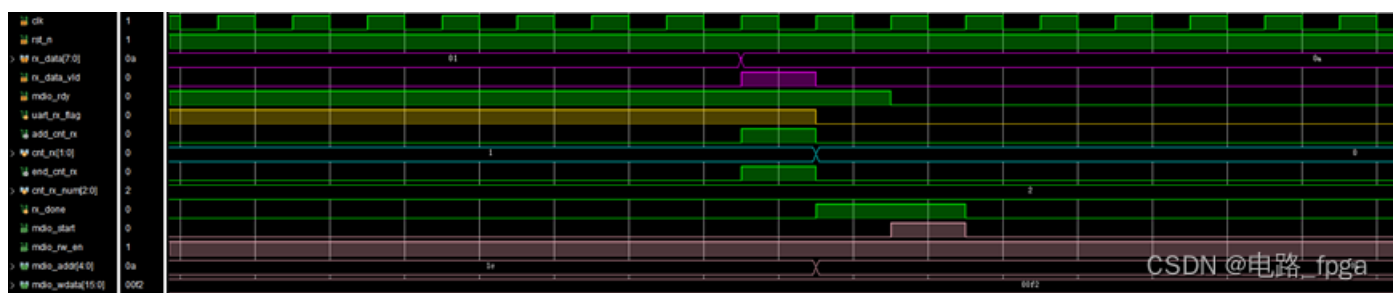 clk 1
rst_n 1
rx_data[7:0] 0a 01 0a
rx_data_vld 0
mdio_rdy 0
uart_rx_flag 0
add_cnt_rx 0
cnt_rx[1:0] 0 1 0
end_cnt_rx 0
cnt_rx_num[2:0] 2 2
rx_done 0
mdio_start 0
mdio_rw_en 1
mdio_addr[4:0] 0a 1e
mdio_wdata[15:0] 00f2 00f2
CSDN @电路_fpga